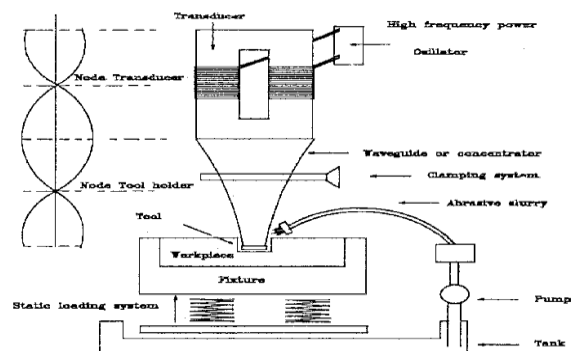 Transducer
High frequency power
Oscillator
Node Transducer
Waveguide or concentrator
Clamping system
Node Tool holder
Abrasive slurry
Tool
Workpiece
Fixture
Static loading system
Pump
Tank